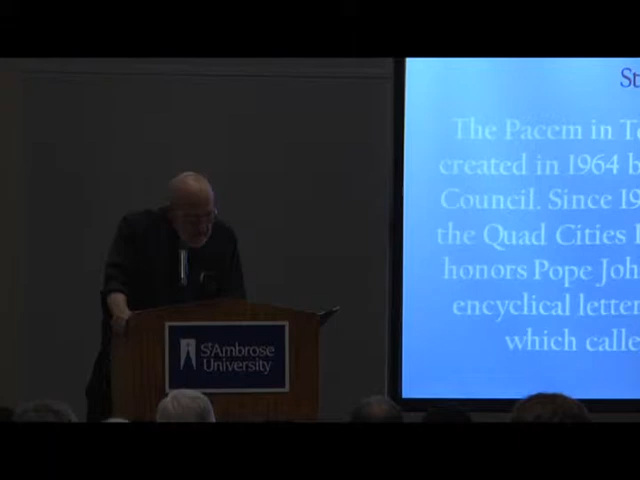 St
The Pacem in Te
created in 1964 b
Council. Since 19
the Quad Cities
honors Pope Joh
encyclical letter
which calle
St Ambrose
University